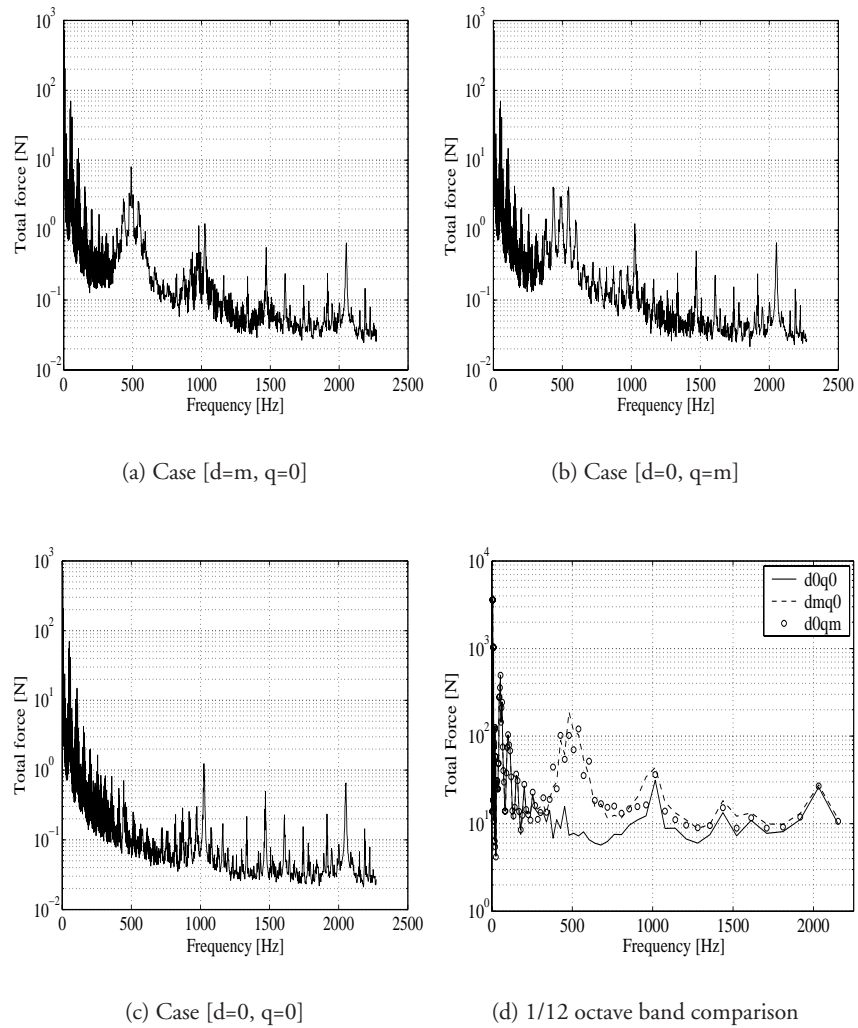 10^3
10^2
10^1
10^0
10^-1
10^-2
Total force [N]
0 500 1000 1500 2000 2500
Frequency [Hz]
(a) Case [d=m, q=0]
10^3
10^2
10^1
10^0
10^-1
10^-2
Total force [N]
0 500 1000 1500 2000 2500
Frequency [Hz]
(b) Case [d=0, q=m]
10^3
10^2
10^1
10^0
10^-1
10^-2
Total force [N]
0 500 1000 1500 2000 2500
Frequency [Hz]
(c) Case [d=0, q=0]
10^4
10^3
10^2
10^1
10^0
Total Force [N]
d0q0
dmq0
d0qm
0 500 1000 1500 2000
Frequency [Hz]
(d) 1/12 octave band comparison